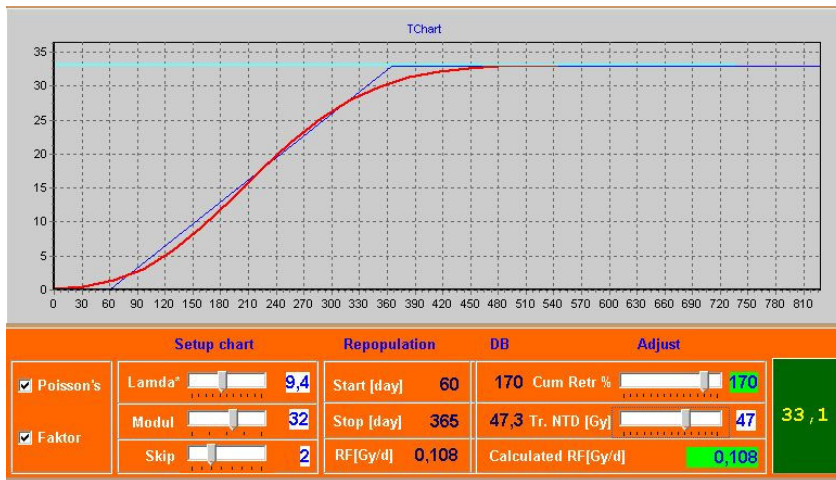 TChart
35
30
25
20
15
10
5
0
0 30 60 90 120 150 180 210 240 270 300 330 360 390 420 450 480 510 540 570 600 630 660 690 720 750 780 810
Setup chart Repopulation DB Adjust
Poisson's Lamda* 9,4 Start [day] 60 170 Cum Retr % 170
Modul 32 Stop [day] 365 47,3 Tr. NTD [Gy] 47 33,1
Faktor
Skip 2 RF[Gy/d] 0,108 Calculated RF[Gy/d] 0,108